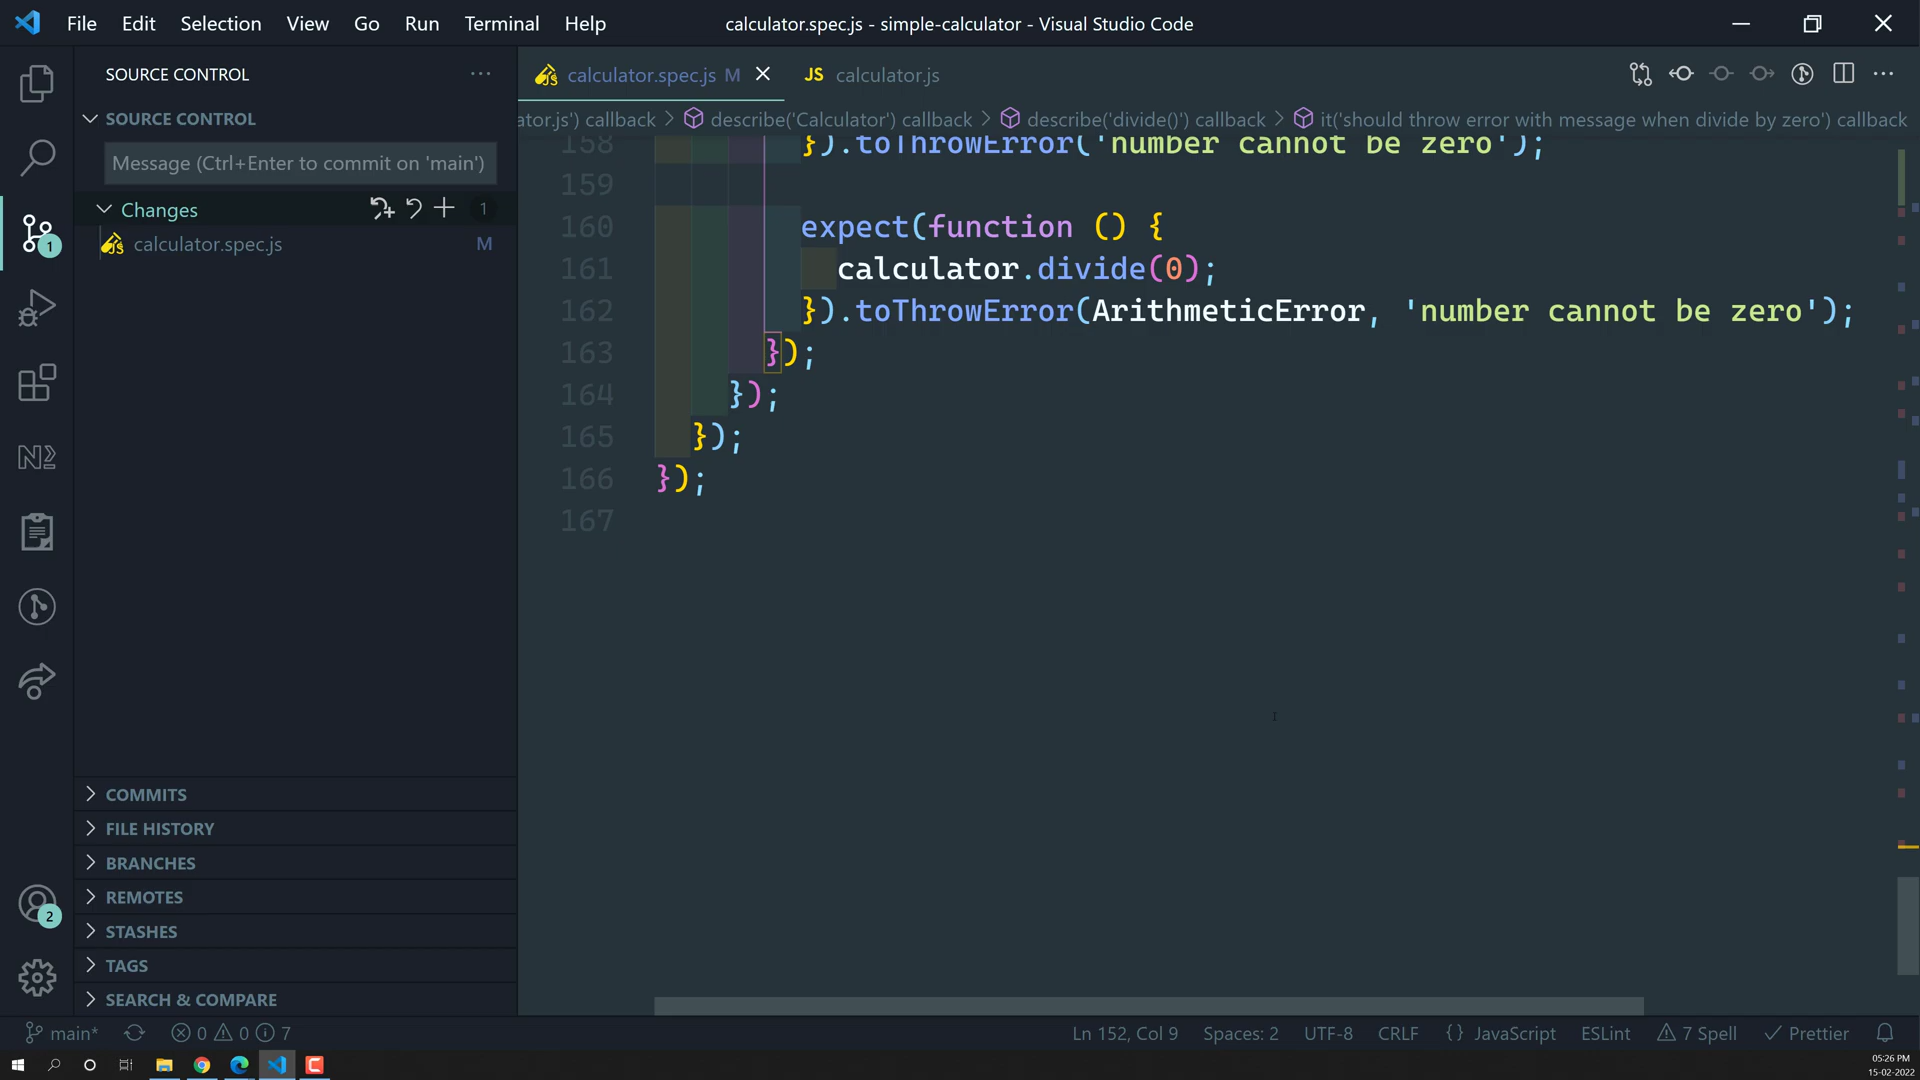 File Edit Selection View Go Run Terminal Help
calculator.spec.js - simple-calculator - Visual Studio Code
SOURCE CONTROL
calculator.spec.js M
JS calculator.js
ator.js') callback > describe('Calculator') callback > describe('divide()') callback > it('should throw error with message when divide by zero') callback
SOURCE CONTROL
Message (Ctrl+Enter to commit on 'main')
Changes 1
calculator.spec.js M
158 }).toThrowError('number cannot be zero');
159
160 expect(function () {
161 calculator.divide(0);
162 }).toThrowError(ArithmeticError, 'number cannot be zero');
163 });
164 });
165 });
166 });
167
1
COMMITS
FILE HISTORY
BRANCHES
REMOTES
2
STASHES
TAGS
SEARCH & COMPARE
main* 0 0 7
Ln 152, Col 9 Spaces: 2 UTF-8 CRLF {} JavaScript ESLint 7 Spell Prettier
05:26 PM
15-02-2022